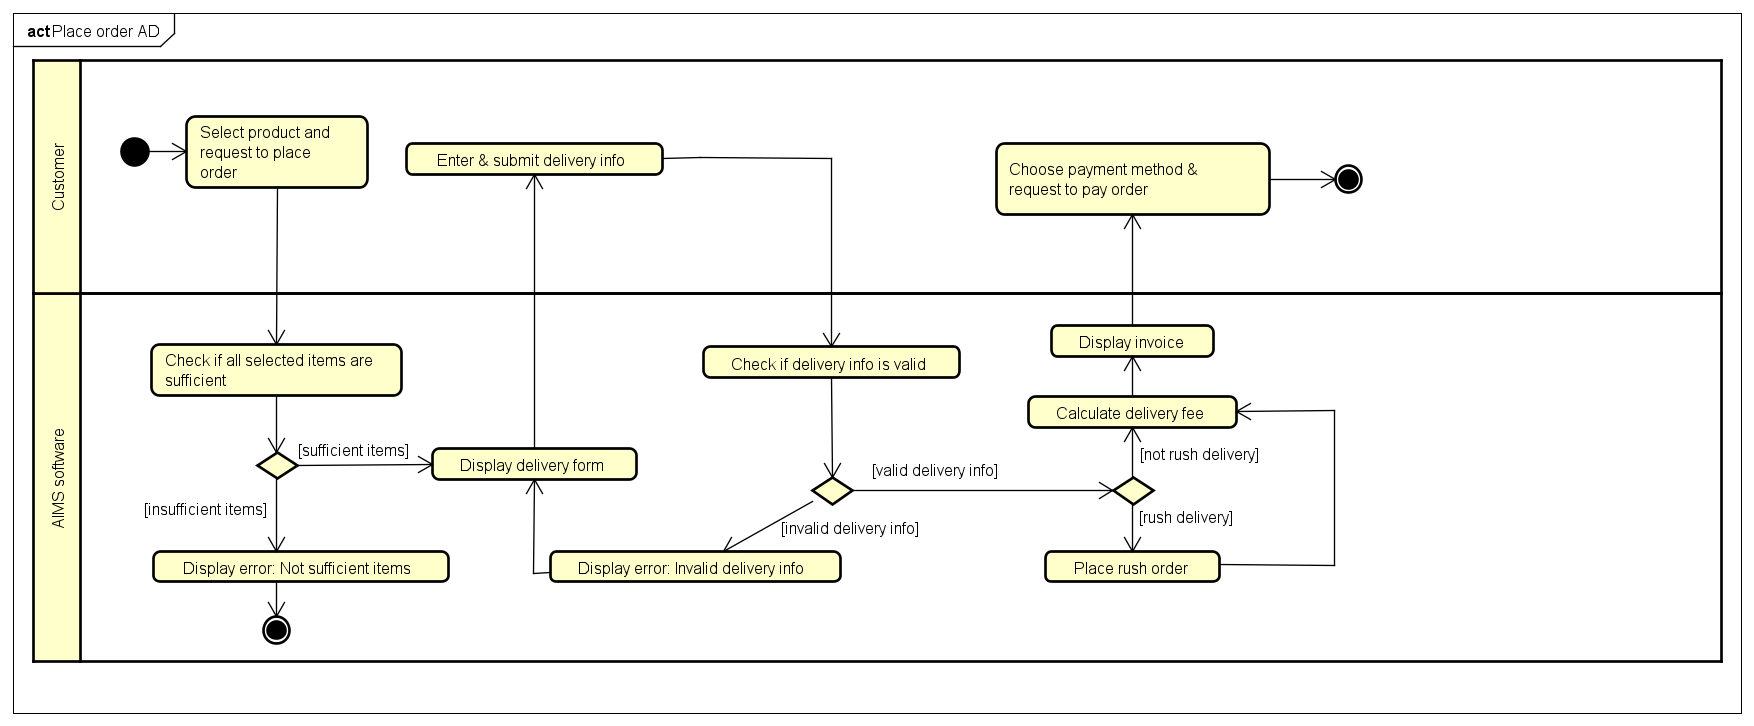 act Place order AD
Customer
Select product and
request to place
order
Enter & submit delivery info
Choose payment method &
request to pay order
AIMS software
Check if all selected items are
sufficient
[sufficient items]
[insufficient items]
Display error: Not sufficient items
Display delivery form
Check if delivery info is valid
[valid delivery info]
[invalid delivery info]
Display error: Invalid delivery info
Display invoice
Calculate delivery fee
[not rush delivery]
[rush delivery]
Place rush order